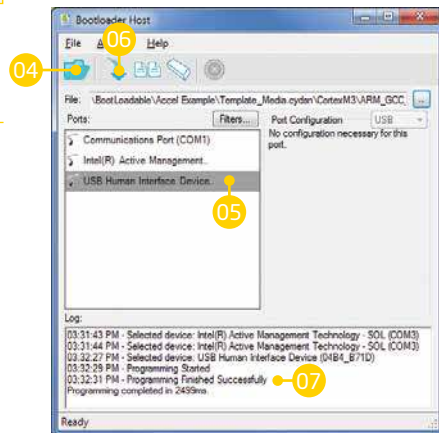 Bootloader Host
File A Help
06
04
File: \BootLoadable\Accel Example\Template_Media.cydsn\CortexM3\ARM_GCC_ ...
Ports: Filters... Port Configuration USB
Communications Port (COM1) No configuration necessary for this
port.
Intel(R) Active Management..
USB Human Interface Device..
05
Log:
03:31:43 PM - Selected device: Intel(R) Active Management Technology - SOL (COM3)
03:31:44 PM - Selected device: Intel(R) Active Management Technology - SOL (COM3)
03:32:27 PM - Selected device: USB Human Interface Device (04B4_B71D)
03:32:29 PM - Programming Started
03:32:31 PM - Programming Finished Successfully
07
Programming completed in 2499ms.
Ready